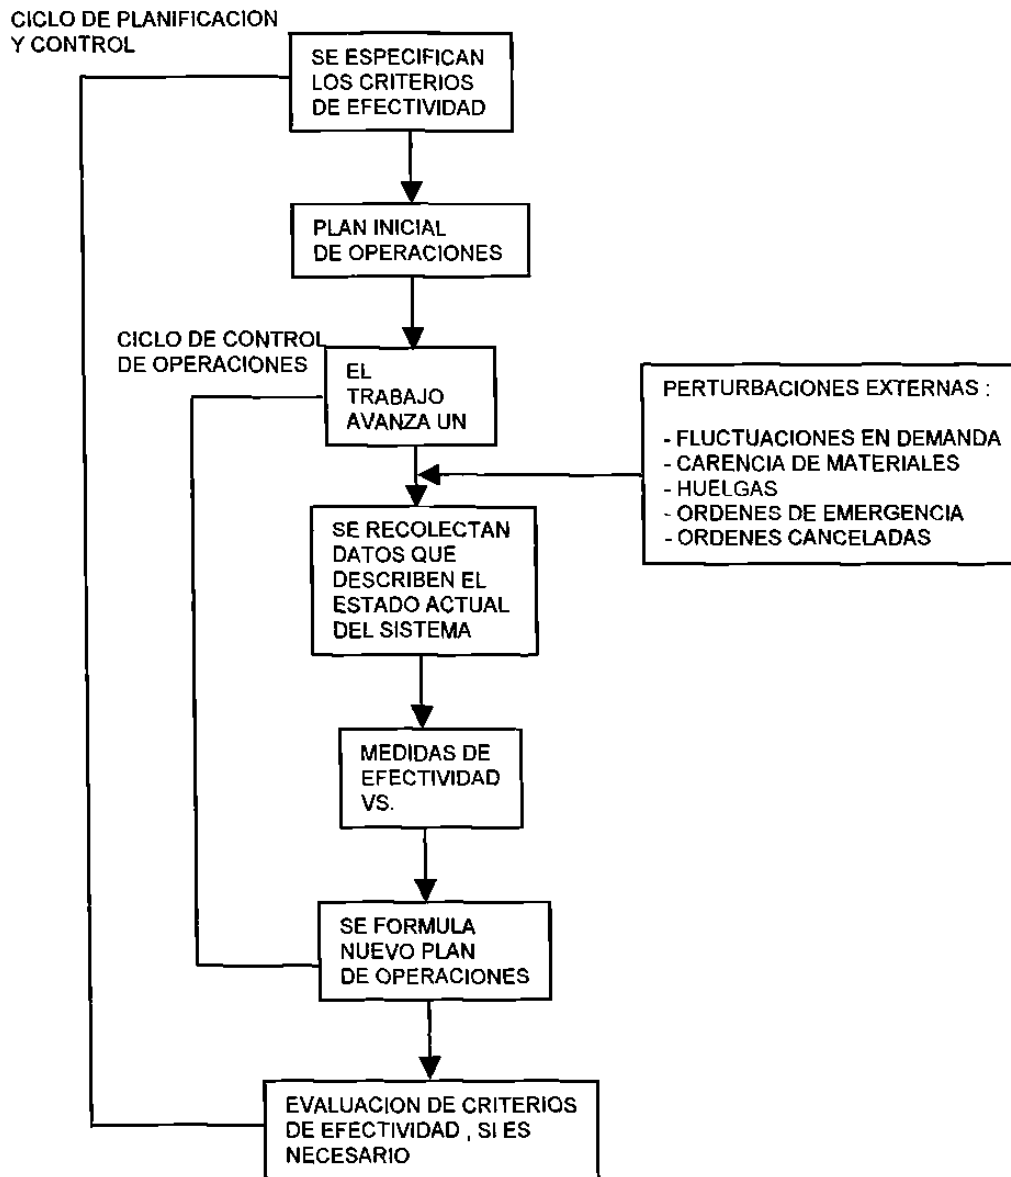 CICLO DE PLANIFICACION
Y CONTROL
SE ESPECIFICAN
LOS CRITERIOS
DE EFECTIVIDAD
PLAN INICIAL
DE OPERACIONES
CICLO DE CONTROL
DE OPERACIONES
EL
TRABAJO
AVANZA UN
PERTURBACIONES EXTERNAS :
- FLUCTUACIONES EN DEMANDA
- CARENCIA DE MATERIALES
- HUELGAS
- ORDENES DE EMERGENCIA
- ORDENES CANCELADAS
SE RECOLECTAN
DATOS QUE
DESCRIBEN EL
ESTADO ACTUAL
DEL SISTEMA
MEDIDAS DE
EFECTIVIDAD
VS.
SE FORMULA
NUEVO PLAN
DE OPERACIONES
EVALUACION DE CRITERIOS
DE EFECTIVIDAD , SI ES
NECESARIO